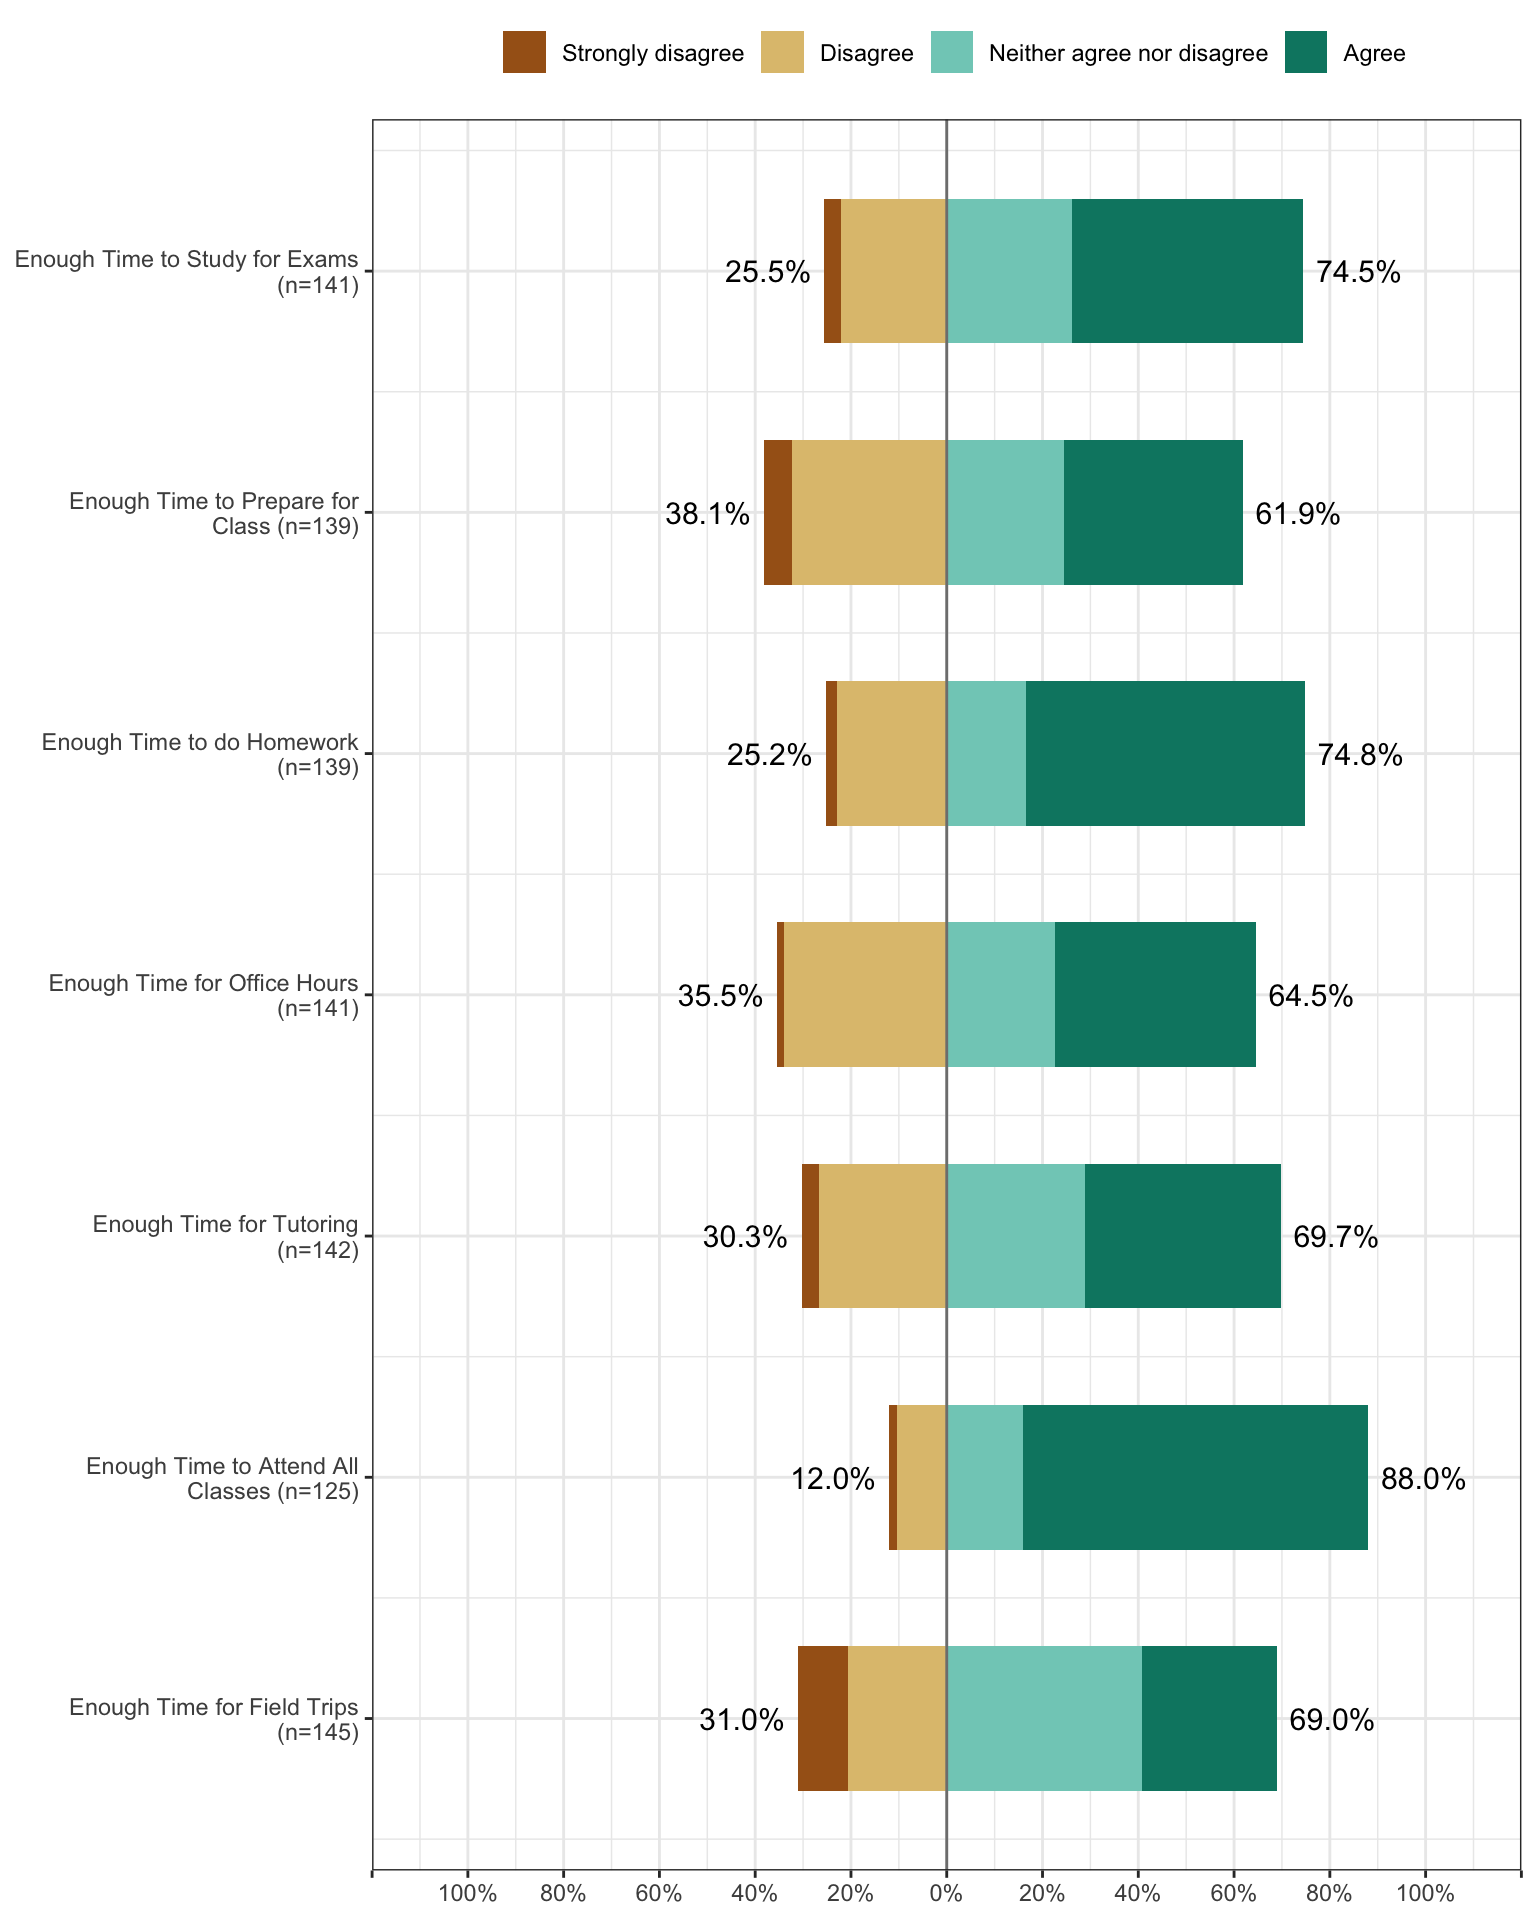 Strongly disagree Disagree Neither agree nor disagree Agree
Enough Time to Study for Exams
(n=141)
25.5% 74.5%
Enough Time to Prepare for
Class (n=139)
38.1% 61.9%
Enough Time to do Homework
(n=139)
25.2% 74.8%
Enough Time for Office Hours
(n=141)
35.5% 64.5%
Enough Time for Tutoring
(n=142)
30.3% 69.7%
Enough Time to Attend All
Classes (n=125)
12.0% 88.0%
Enough Time for Field Trips
(n=145)
31.0% 69.0%
100% 80% 60% 40% 20% 0% 20% 40% 60% 80% 100%